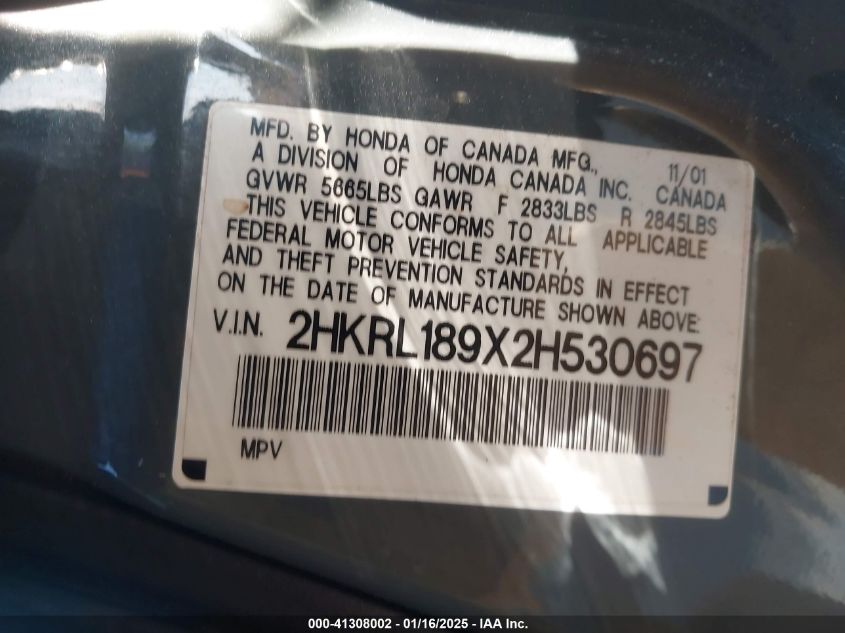 MFD. BY HONDA OF CANADA MFG., 11/01
A DIVISION OF HONDA CANADA INC. CANADA
GVWR 5665LBS GAWR F 2833LBS R 2845LBS
THIS VEHICLE CONFORMS TO ALL APPLICABLE
FEDERAL MOTOR VEHICLE SAFETY,
AND THEFT PREVENTION STANDARDS IN EFFECT
ON THE DATE OF MANUFACTURE SHOWN ABOVE:
V.I.N. 2HKRL189X2H530697
MPV
000-41308002 - 01/16/2025 - IAA Inc.